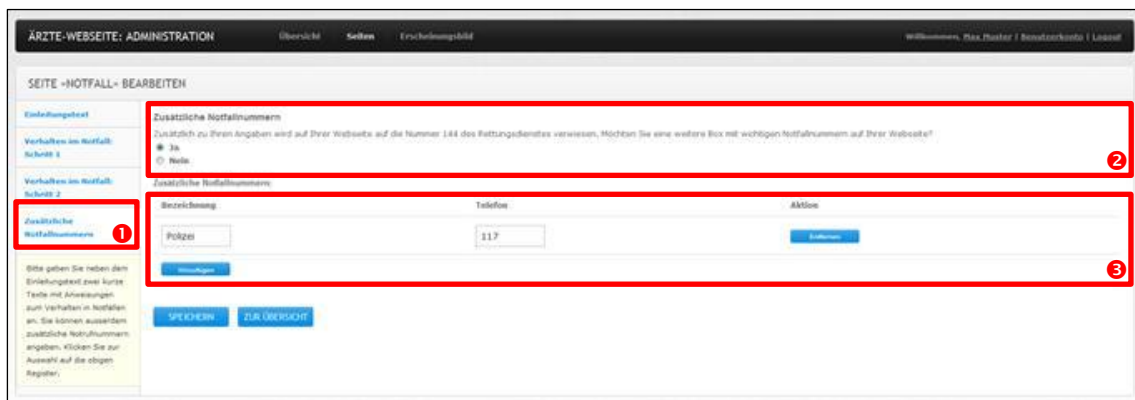 ÄRZTE-WEBSEITE: ADMINISTRATION
Übersicht Seiten Erscheinungsbild
Willkommen, Max Muster | Benutzerkonto | Logout
SEITE «NOTFALL» BEARBEITEN
Einleitungstext
Verhalten im Notfall:
Schritt 1
Verhalten im Notfall:
Schritt 2
Zusätzliche
Notfallnummern
1
Bitte geben Sie neben dem
Einleitungstext zwei kurze
Texte mit Anweisungen
zum Verhalten in Notfällen
an. Sie können ausserdem
zusätzliche Notrufnummern
angeben. Klicken Sie zur
Auswahl auf die obigen
Register.
Zusätzliche Notfallnummern
Zusätzlich zu Ihren Angaben wird auf Ihrer Webseite auf die Nummer 144 des Rettungsdienstes verwiesen. Möchten Sie eine weitere Box mit wichtigen Notfallnummern auf Ihrer Webseite?
Ja
Nein
2
Zusätzliche Notfallnummern:
Bezeichnung Telefon Aktion
Polizei 117 Entfernen
Hinzufügen
3
SPEICHERN ZUR ÜBERSICHT